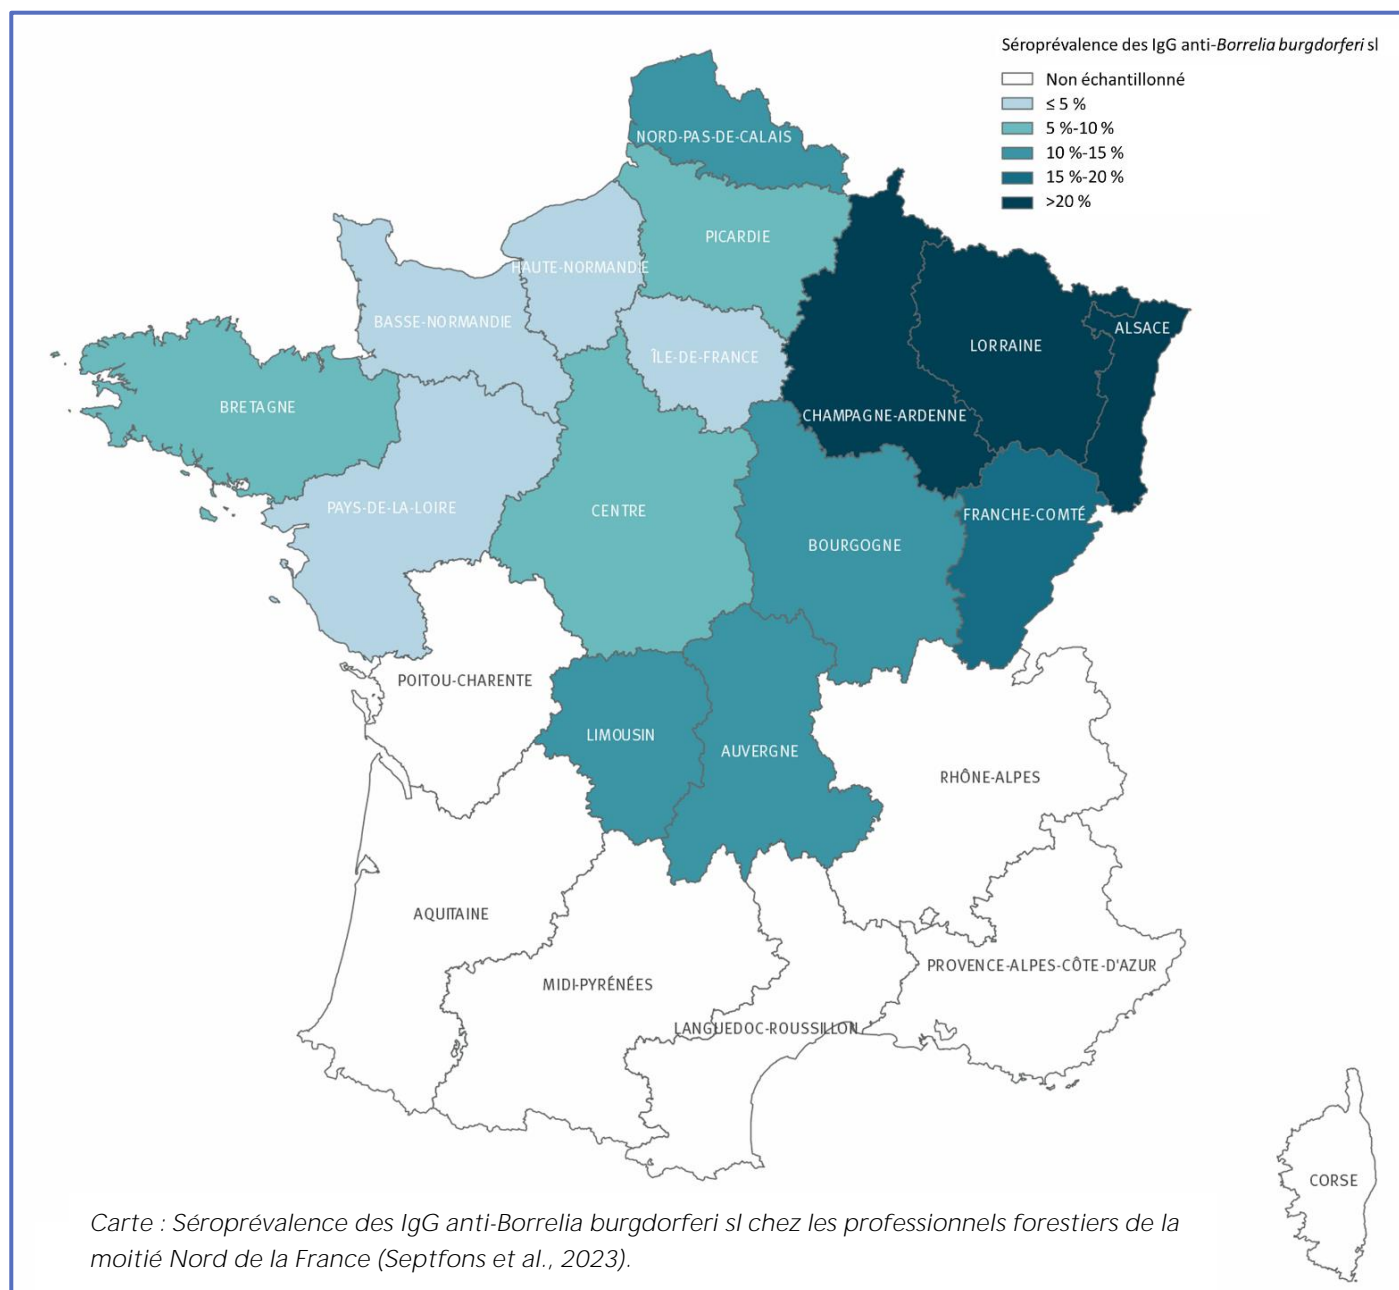 Séroprévalence des IgG anti-Borrelia burgdorferi sl
Non échantillonné
≤ 5 %
5 %-10 %
10 %-15 %
15 %-20 %
>20 %
NORD-PAS-DE-CALAIS
PICARDIE
HAUTE-NORMANDIE
BASSE-NORMANDIE
ÎLE-DE-FRANCE
ALSACE
LORRAINE
CHAMPAGNE-ARDENNE
BRETAGNE
PAYS-DE-LA-LOIRE
CENTRE
FRANCHE-COMTÉ
BOURGOGNE
POITOU-CHARENTE
LIMOUSIN
AUVERGNE
RHÔNE-ALPES
AQUITAINE
PROVENCE-ALPES-CÔTE-D'AZUR
MIDI-PYRÉNÉES
LANGUEDOC-ROUSSILLON
CORSE
Carte : Séroprévalence des IgG anti-Borrelia burgdorferi sl chez les professionnels forestiers de la
moitié Nord de la France (Septfons et al., 2023).